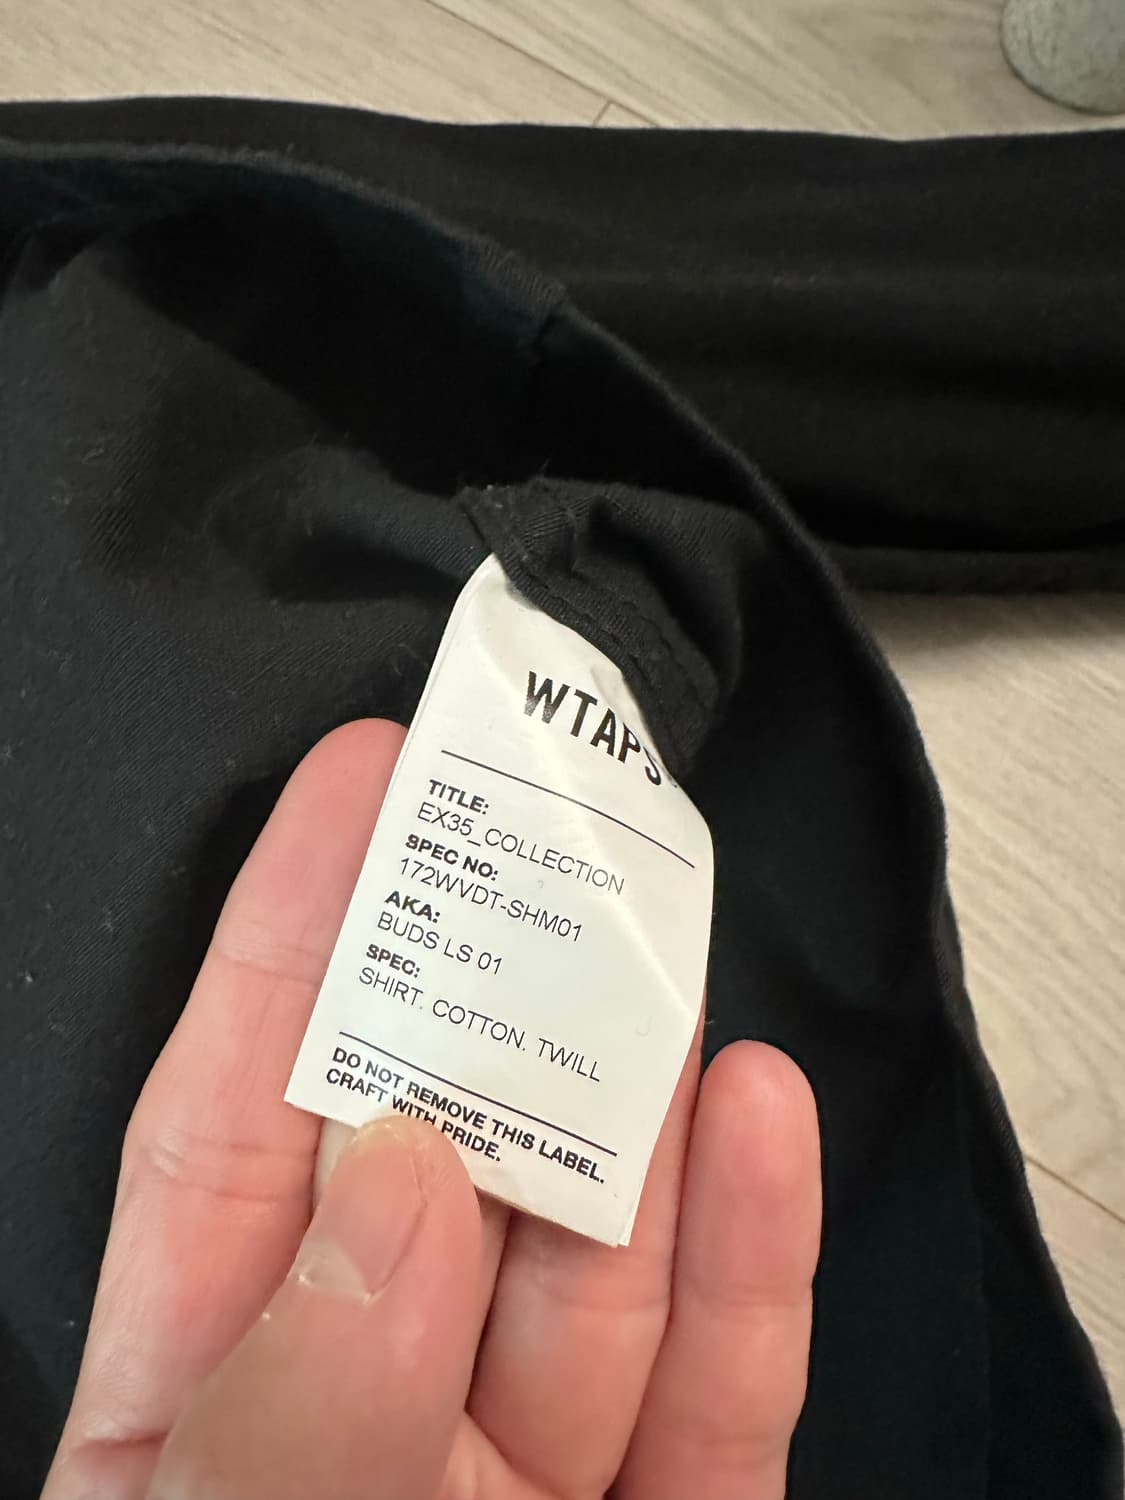 WTAPS
TITLE:
EX35_COLLECTION
SPEC NO:
172WVDT-SHM01
AKA:
BUDS LS 01
SPEC:
SHIRT. COTTON. TWILL
DO NOT REMOVE THIS LABEL.
CRAFT WITH PRIDE.